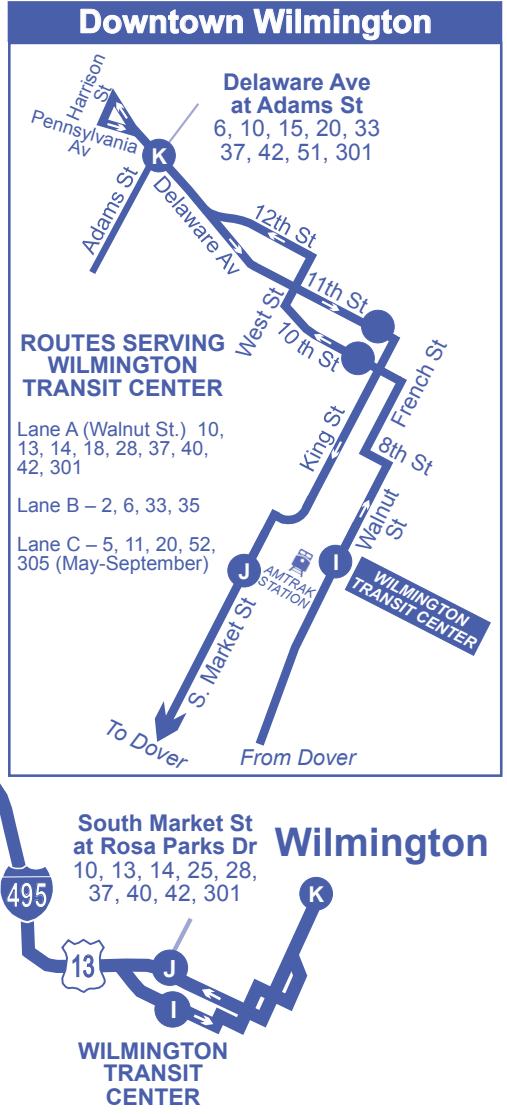 Downtown Wilmington
Harrison
St
Pennsylvania
Av
Delaware Ave
at Adams St
6, 10, 15, 20, 33
37, 42, 51, 301
K
Adams St
Delaware Av
12th St
11th St
West St
10 th St
French St
ROUTES SERVING
WILMINGTON
TRANSIT CENTER
Lane A (Walnut St.) 10,
13, 14, 18, 28, 37, 40,
42, 301
Lane B – 2, 6, 33, 35
Lane C – 5, 11, 20, 52,
305 (May-September)
King St
8th St
Walnut
St
J
AMTRAK
STATION
I
WILMINGTON
TRANSIT CENTER
S. Market St
To Dover
From Dover
South Market St
at Rosa Parks Dr
10, 13, 14, 25, 28,
37, 40, 42, 301
Wilmington
495
K
13
J
I
WILMINGTON
TRANSIT
CENTER